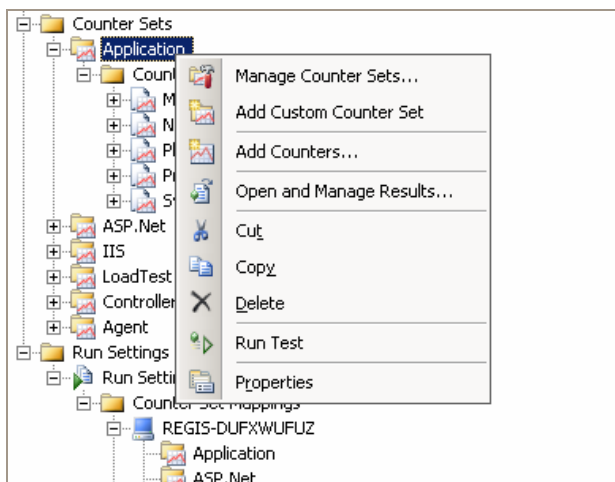 Counter Sets
Application
Manage Counter Sets...
Add Custom Counter Set
Add Counters...
Open and Manage Results...
Cut
Copy
Delete
Run Test
Properties
ASP.Net
IIS
LoadTest
Controller
Agent
Run Settings
Run
REGIS-DUFXWUFUZ
Application
ASP.Net